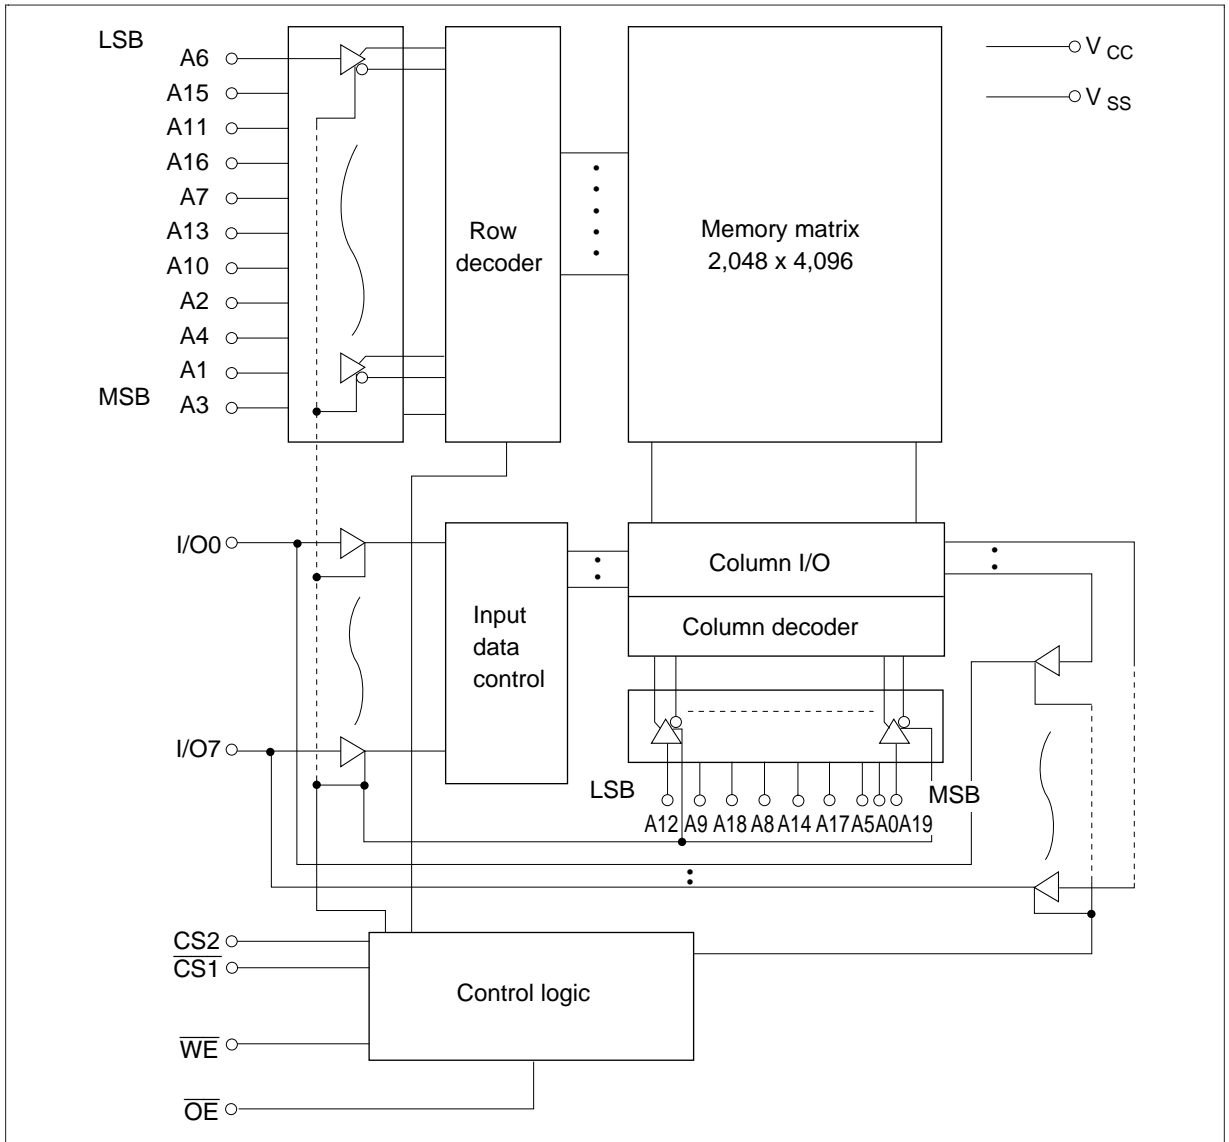 LSB
A6
A15
A11
A16
A7
A13
A10
A2
A4
A1
MSB
A3
Row
decoder
Memory matrix
2,048 x 4,096
V CC
V SS
I/O0
I/O7
Input
data
control
Column I/O
Column decoder
LSB
MSB
A12 A9 A18 A8 A14 A17 A5 A0 A19
CS2
CS1
WE
OE
Control logic